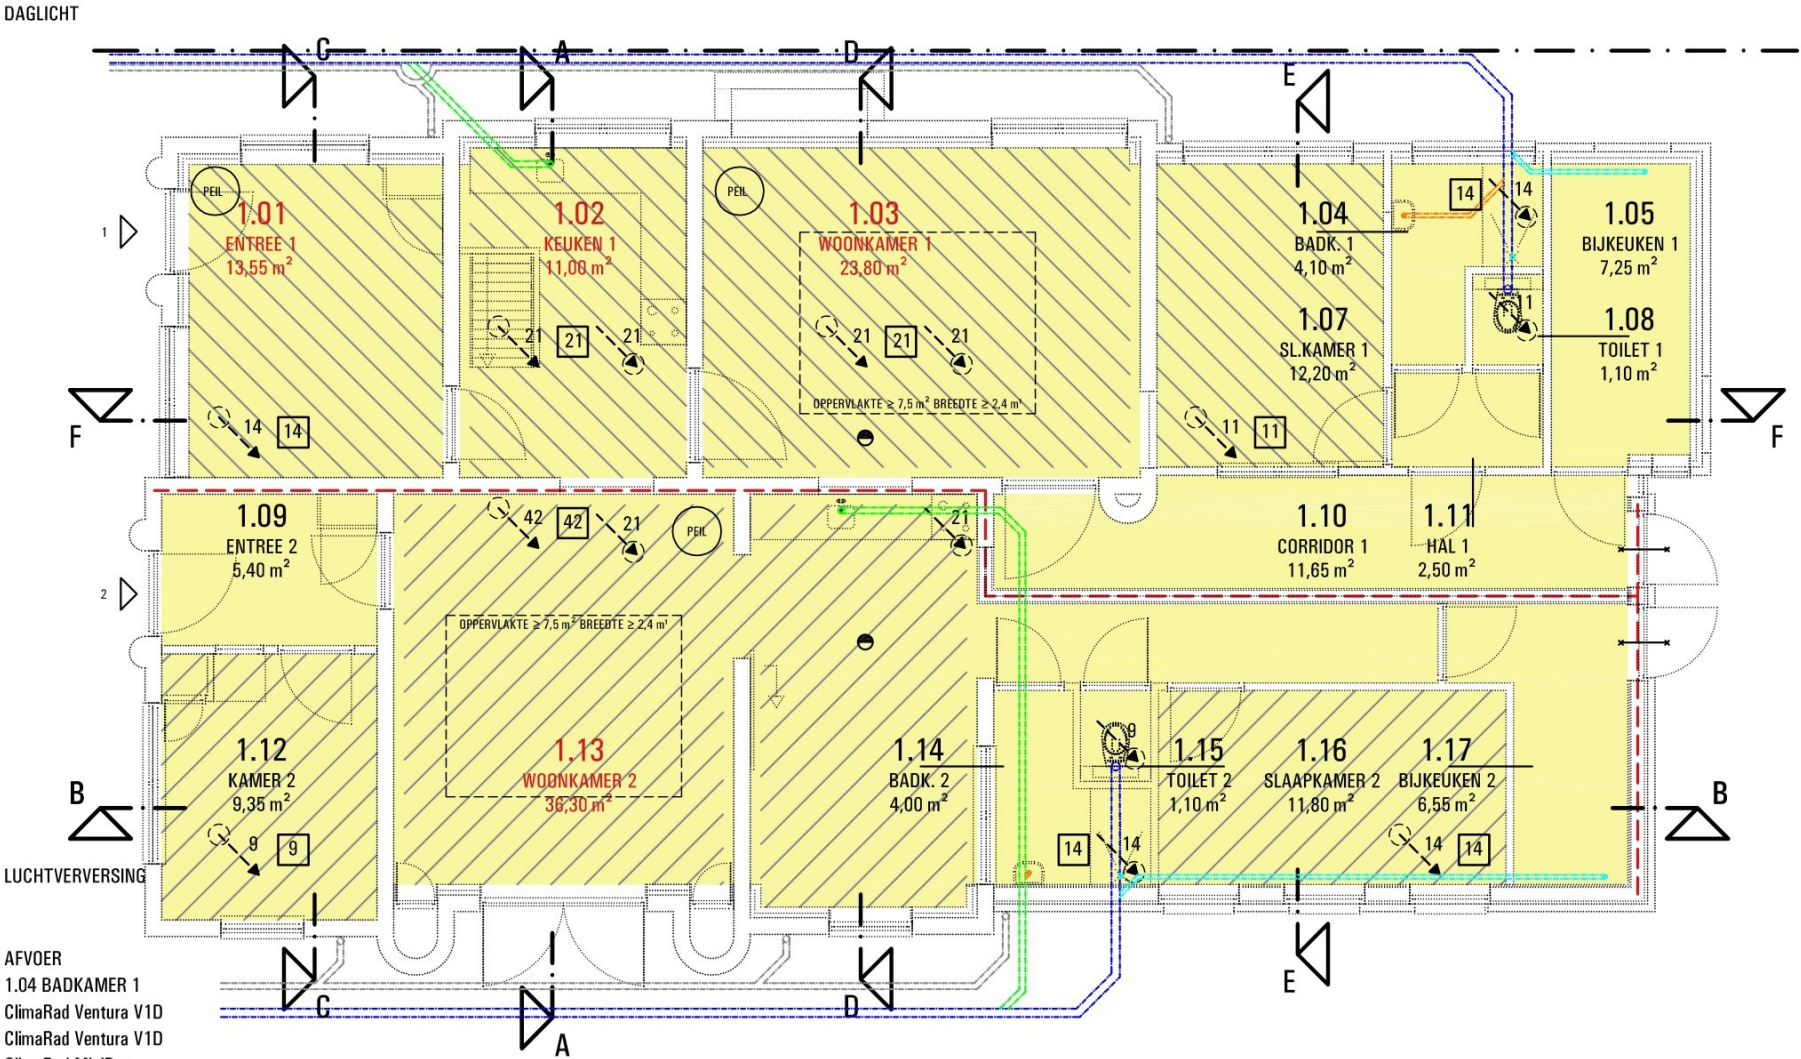 DAGLICHT
C
A
D
E
PEIL
PEIL
1.01
ENTREE 1
13,55 m²
1.02
KEUKEN 1
11,00 m²
1.03
WOONKAMER 1
23,80 m²
1.04
BADK. 1
4,10 m²
14
14
1.05
BIJKEUKEN 1
7,25 m²
1
11
1.07
SL.KAMER 1
12,20 m²
1.08
TOILET 1
1,10 m²
21
21
21
21
21
21
OPPERVLAKTE ≥ 7,5 m² BREEDTE ≥ 2,4 m¹
F
14
14
11
11
F
1.09
ENTREE 2
5,40 m²
42
42
21
PEIL
21
1.10
CORRIDOR 1
11,65 m²
1.11
HAL 1
2,50 m²
2
OPPERVLAKTE ≥ 7,5 m² BREEDTE ≥ 2,4 m¹
1.12
KAMER 2
9,35 m²
1.13
WOONKAMER 2
36,30 m²
1.14
BADK. 2
4,00 m²
9
1.15
TOILET 2
1,10 m²
1.16
SLAAPKAMER 2
11,80 m²
1.17
BIJKEUKEN 2
6,55 m²
B
B
9
9
14
14
14
14
LUCHTVERVERSING
AFVOER
1.04 BADKAMER 1
ClimaRad Ventura V1D
ClimaRad Ventura V1D
C
A
D
E